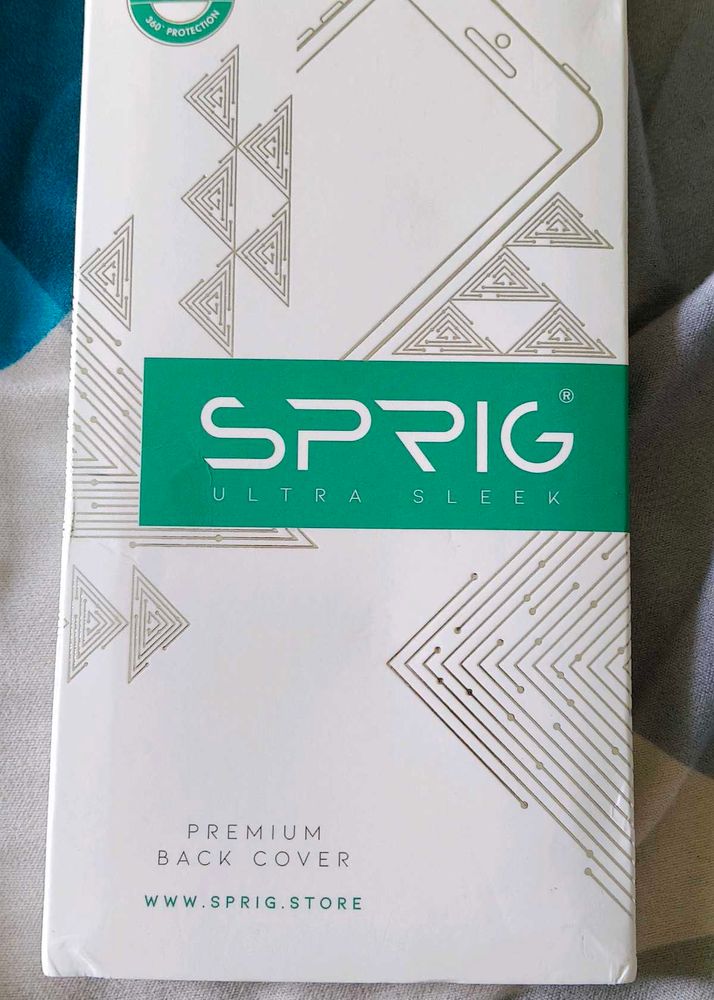 360° PROTECTION
SPRIG®
ULTRA SLEEK
PREMIUM
BACK COVER
WWW.SPRIG.STORE